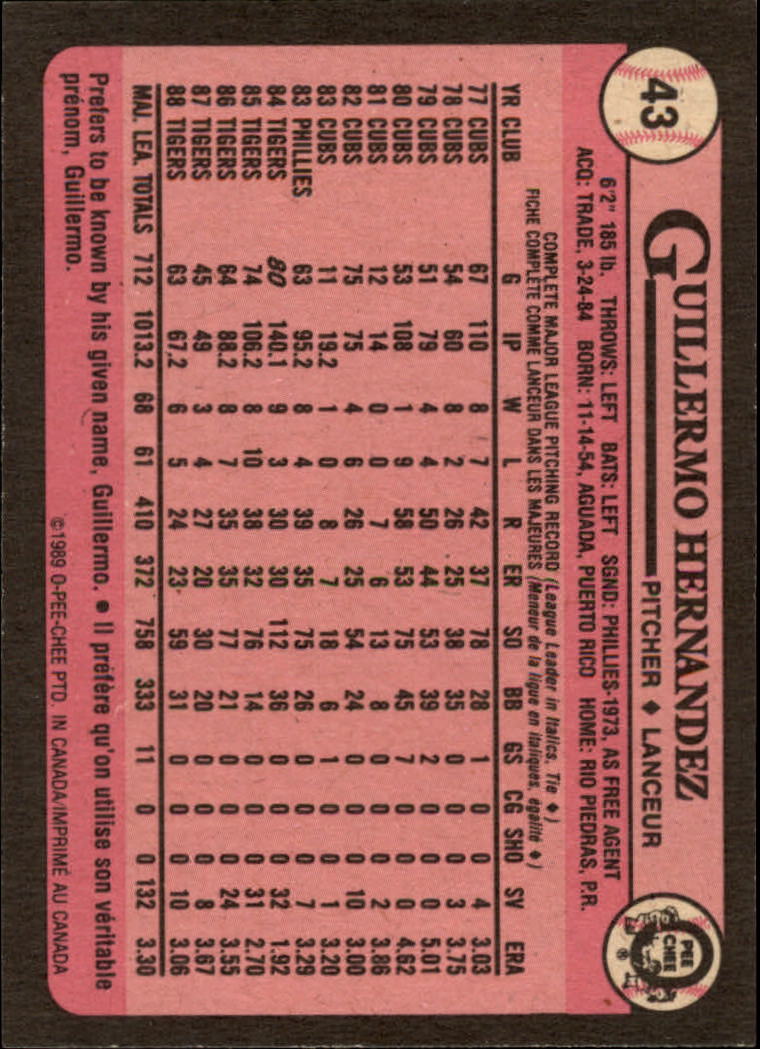 43
GUILLERMO HERNANDEZ
PITCHER ♦ LANCEUR
O PEE CHEE ®
6'2" 185 lb. THROWS: LEFT BATS: LEFT SGND: PHILLIES-1973, AS FREE AGENT
ACQ: TRADE, 3-24-84 BORN: 11-14-54, AGUADA, PUERTO RICO HOME: RIO PIEDRAS, P.R.
COMPLETE MAJOR LEAGUE PITCHING RECORD (League Leader in Italics, Tie ♦)
FICHE COMPLÈTE COMME LANCEUR DANS LES MAJEURES (Meneur de la ligue en italiques, égalité ♦)
YR CLUB G IP W L R ER SO BB GS CG SHO SV ERA
77 CUBS 67 110 8 7 42 37 78 28 1 0 0 4 3.03
78 CUBS 54 60 8 2 26 25 38 35 0 0 0 3 3.75
79 CUBS 51 79 4 4 50 44 53 39 2 0 0 0 5.01
80 CUBS 53 108 1 9 58 53 75 45 7 0 0 0 4.62
81 CUBS 12 14 0 0 7 6 13 8 0 0 0 2 3.86
82 CUBS 75 75 4 6 26 25 54 24 0 0 0 10 3.00
83 CUBS 11 19.2 1 0 8 7 18 6 1 0 0 1 3.20
83 PHILLIES 63 95.2 8 4 39 35 75 26 0 0 0 7 3.29
84 TIGERS 80 140.1 9 3 30 30 112 36 0 0 0 32 1.92
85 TIGERS 74 106.2 8 10 38 32 76 14 0 0 0 31 2.70
86 TIGERS 64 88.2 8 7 35 35 77 21 0 0 0 24 3.55
87 TIGERS 45 49 3 4 27 20 30 20 0 0 0 8 3.67
88 TIGERS 63 67.2 6 5 24 23 59 31 0 0 0 10 3.06
MAJ. LEA. TOTALS 712 1013.2 68 61 410 372 758 333 11 0 0 132 3.30
Prefers to be known by his given name, Guillermo. ● Il préfère qu'on utilise son véritable
prénom, Guillermo.
©1989 O-PEE-CHEE PTD. IN CANADA/IMPRIMÉ AU CANADA